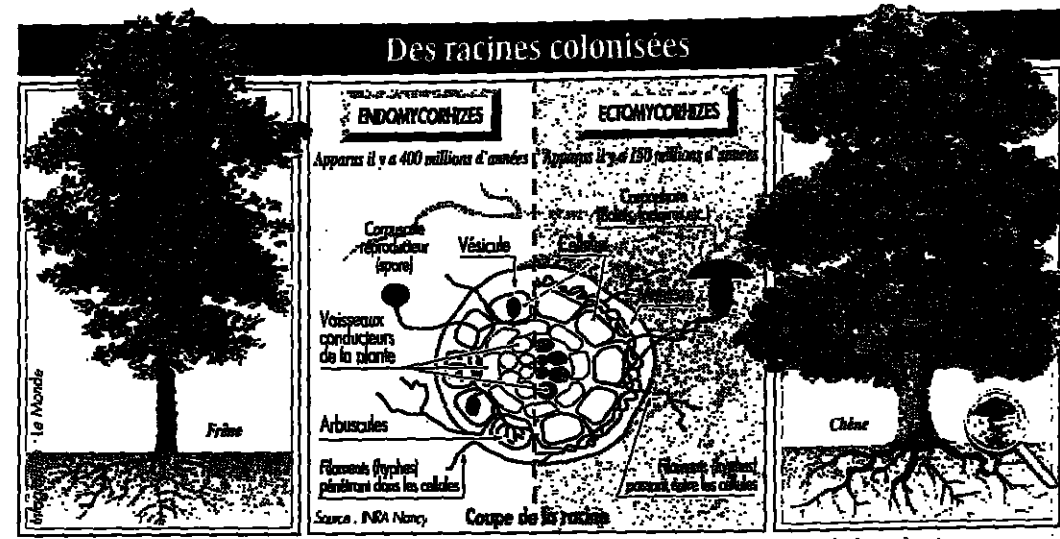 Des racines colonisées
ENDOMYCORHIZES
Apparus il y a 400 millions d'années
Corpuscule
reproducteur
(spore)
Vésicule
Vaisseaux
conducteurs
de la plante
Arbuscules
Filaments (hyphes)
pénétrant dans les cellules
Source : INRA Nancy
Coupe de la racine
ECTOMYCORHIZES
Apparus il y a millions d'années
Cellules
Filaments (hyphes)
passant entre les cellules
Frêne
Chêne
Le Monde